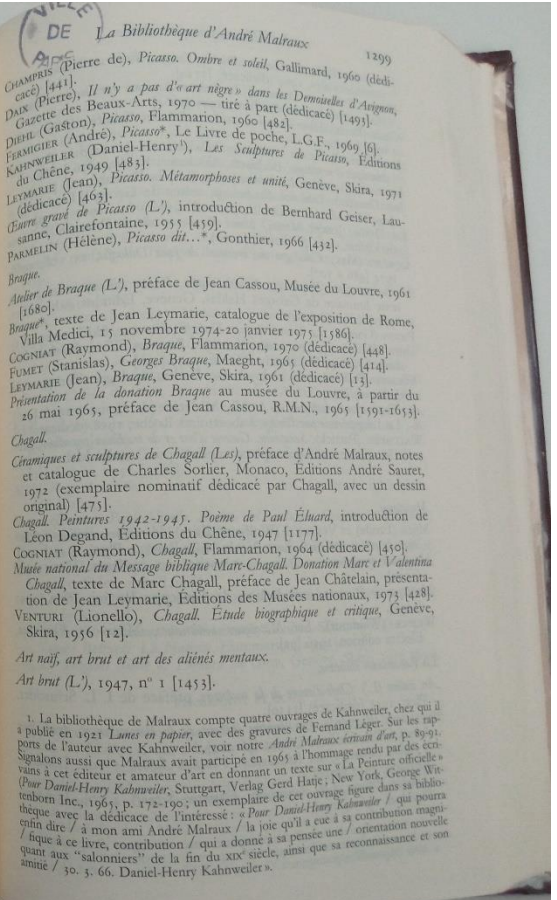 VILLE
DE
La Bibliothèque d'André Malraux
1299
CHAMPRIS (Pierre de), Picasso. Ombre et soleil, Gallimard, 1960 (dédi-
cacé) [441].
DAIX (Pierre), Il n'y a pas d'« art nègre » dans les Demoiselles d'Avignon,
Gazette des Beaux-Arts, 1970 — tiré à part (dédicacé) [1493].
DIEHL (Gaston), Picasso, Flammarion, 1960 [482].
FERMIGIER (André), Picasso*, Le Livre de poche, L.G.F., 1969 [6].
KAHNWEILER (Daniel-Henry¹), Les Sculptures de Picasso, Éditions
du Chêne, 1949 [483].
LEYMARIE (Jean), Picasso. Métamorphoses et unité, Genève, Skira, 1971
(dédicacé) [463].
Œuvre gravé de Picasso (L'), introduction de Bernhard Geiser, Lau-
sanne, Clairefontaine, 1955 [459].
PARMELIN (Hélène), Picasso dit...*, Gonthier, 1966 [432].
Braque.
Atelier de Braque (L'), préface de Jean Cassou, Musée du Louvre, 1961
[1680].
Braque*, texte de Jean Leymarie, catalogue de l'exposition de Rome,
Villa Medici, 15 novembre 1974-20 janvier 1975 [1586].
COGNIAT (Raymond), Braque, Flammarion, 1970 (dédicacé) [448].
FUMET (Stanislas), Georges Braque, Maeght, 1965 (dédicacé) [414].
LEYMARIE (Jean), Braque, Genève, Skira, 1961 (dédicacé) [13].
Présentation de la donation Braque au musée du Louvre, à partir du
26 mai 1965, préface de Jean Cassou, R.M.N., 1965 [1591-1653].
Chagall.
Céramiques et sculptures de Chagall (Les), préface d'André Malraux, notes
et catalogue de Charles Sorlier, Monaco, Éditions André Sauret,
1972 (exemplaire nominatif dédicacé par Chagall, avec un dessin
original) [475].
Chagall. Peintures 1942-1945. Poème de Paul Éluard, introduction de
Léon Degand, Éditions du Chêne, 1947 [1177].
COGNIAT (Raymond), Chagall, Flammarion, 1964 (dédicacé) [450].
Musée national du Message biblique Marc-Chagall. Donation Marc et Valentina
Chagall, texte de Marc Chagall, préface de Jean Châtelain, présenta-
tion de Jean Leymarie, Éditions des Musées nationaux, 1973 [428].
VENTURI (Lionello), Chagall. Étude biographique et critique, Genève,
Skira, 1956 [12].
Art naïf, art brut et art des aliénés mentaux.
Art brut (L'), 1947, n° 1 [1453].
1. La bibliothèque de Malraux compte quatre ouvrages de Kahnweiler, chez qui il
a publié en 1921 Lunes en papier, avec des gravures de Fernand Léger. Sur les rap-
ports de l'auteur avec Kahnweiler, voir notre André Malraux écrivain d'art, p. 89-91.
Signalons aussi que Malraux avait participé en 1965 à l'hommage rendu par des écri-
vains à cet éditeur et amateur d'art en donnant un texte sur « La Peinture officielle »
(Pour Daniel-Henry Kahnweiler, Stuttgart, Verlag Gerd Hatje ; New York, George Wit-
tenborn Inc., 1965, p. 172-190 ; un exemplaire de cet ouvrage figure dans sa biblio-
thèque avec la dédicace de l'intéressé : « Pour Daniel-Henry Kahnweiler / qui pourra
enfin dire / à mon ami André Malraux / la joie qu'il a eue à sa contribution magni-
/ fique à ce livre, contribution / qui a donné à sa pensée une / orientation nouvelle
quant aux "salonniers" de la fin du XIXe siècle, ainsi que sa reconnaissance et son
amitié / 30. 3. 66. Daniel-Henry Kahnweiler ».